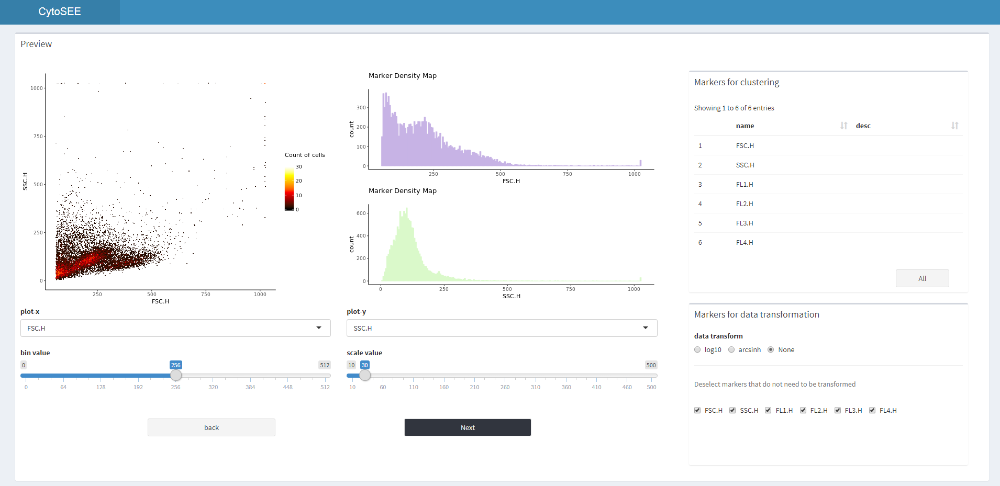 CytoSEE
Preview
1000
750
500
250
0
SSC.H
250 500 750 1000
FSC.H
Count of cells
30
20
10
0
Marker Density Map
300
200
100
0
count
250 500 750 1000
FSC.H
Marker Density Map
600
400
200
0
count
0 250 500 750 1000
SSC.H
plot-x
FSC.H
plot-y
SSC.H
bin value
0 256 512
0 64 128 192 256 320 384 448 512
scale value
10 30 500
10 60 110 160 210 260 310 360 410 460 500
back
Next
Markers for clustering
Showing 1 to 6 of 6 entries
name desc
1 FSC.H
2 SSC.H
3 FL1.H
4 FL2.H
5 FL3.H
6 FL4.H
All
Markers for data transformation
data transform
log10 arcsinh None
Deselect markers that do not need to be transformed
FSC.H SSC.H FL1.H FL2.H FL3.H FL4.H